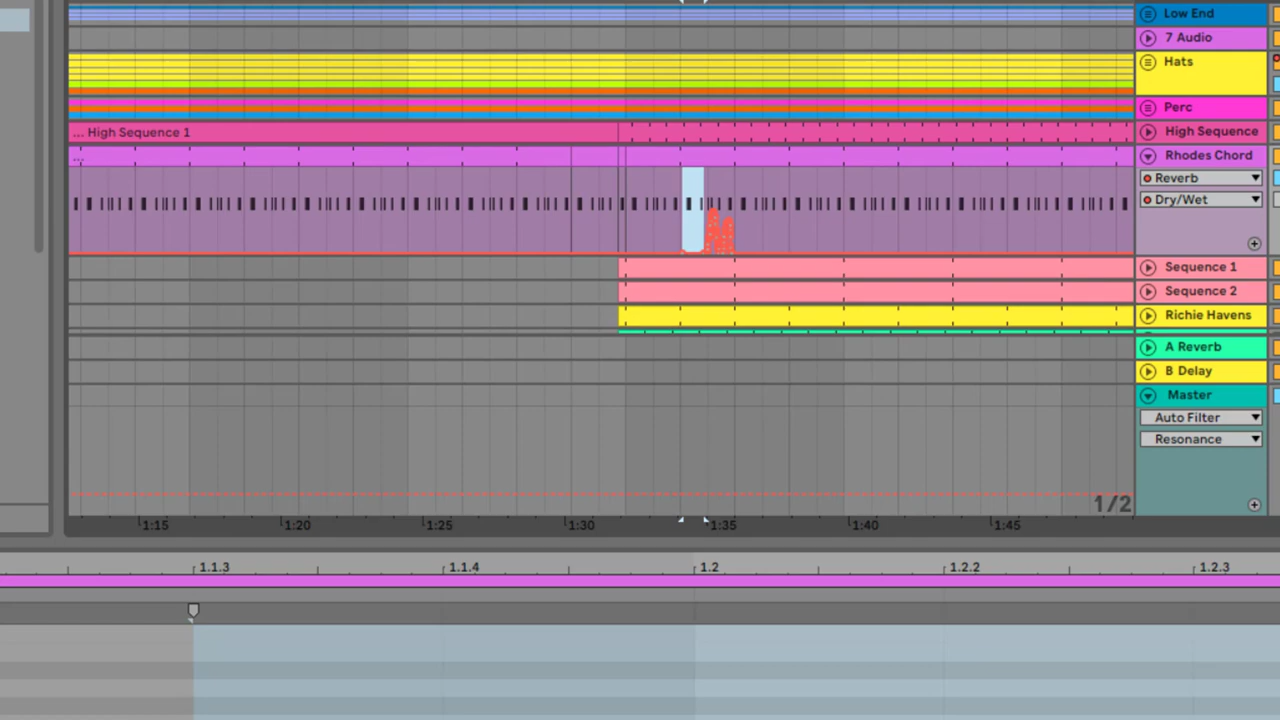 Low End
7 Audio
Hats
Perc
... High Sequence 1
High Sequence
...
Rhodes Chord
Reverb
Dry/Wet
Sequence 1
Sequence 2
Richie Havens
A Reverb
B Delay
Master
Auto Filter
Resonance
1/2
1:15 1:20 1:25 1:30 1:35 1:40 1:45
1.1.3 1.1.4 1.2 1.2.2 1.2.3